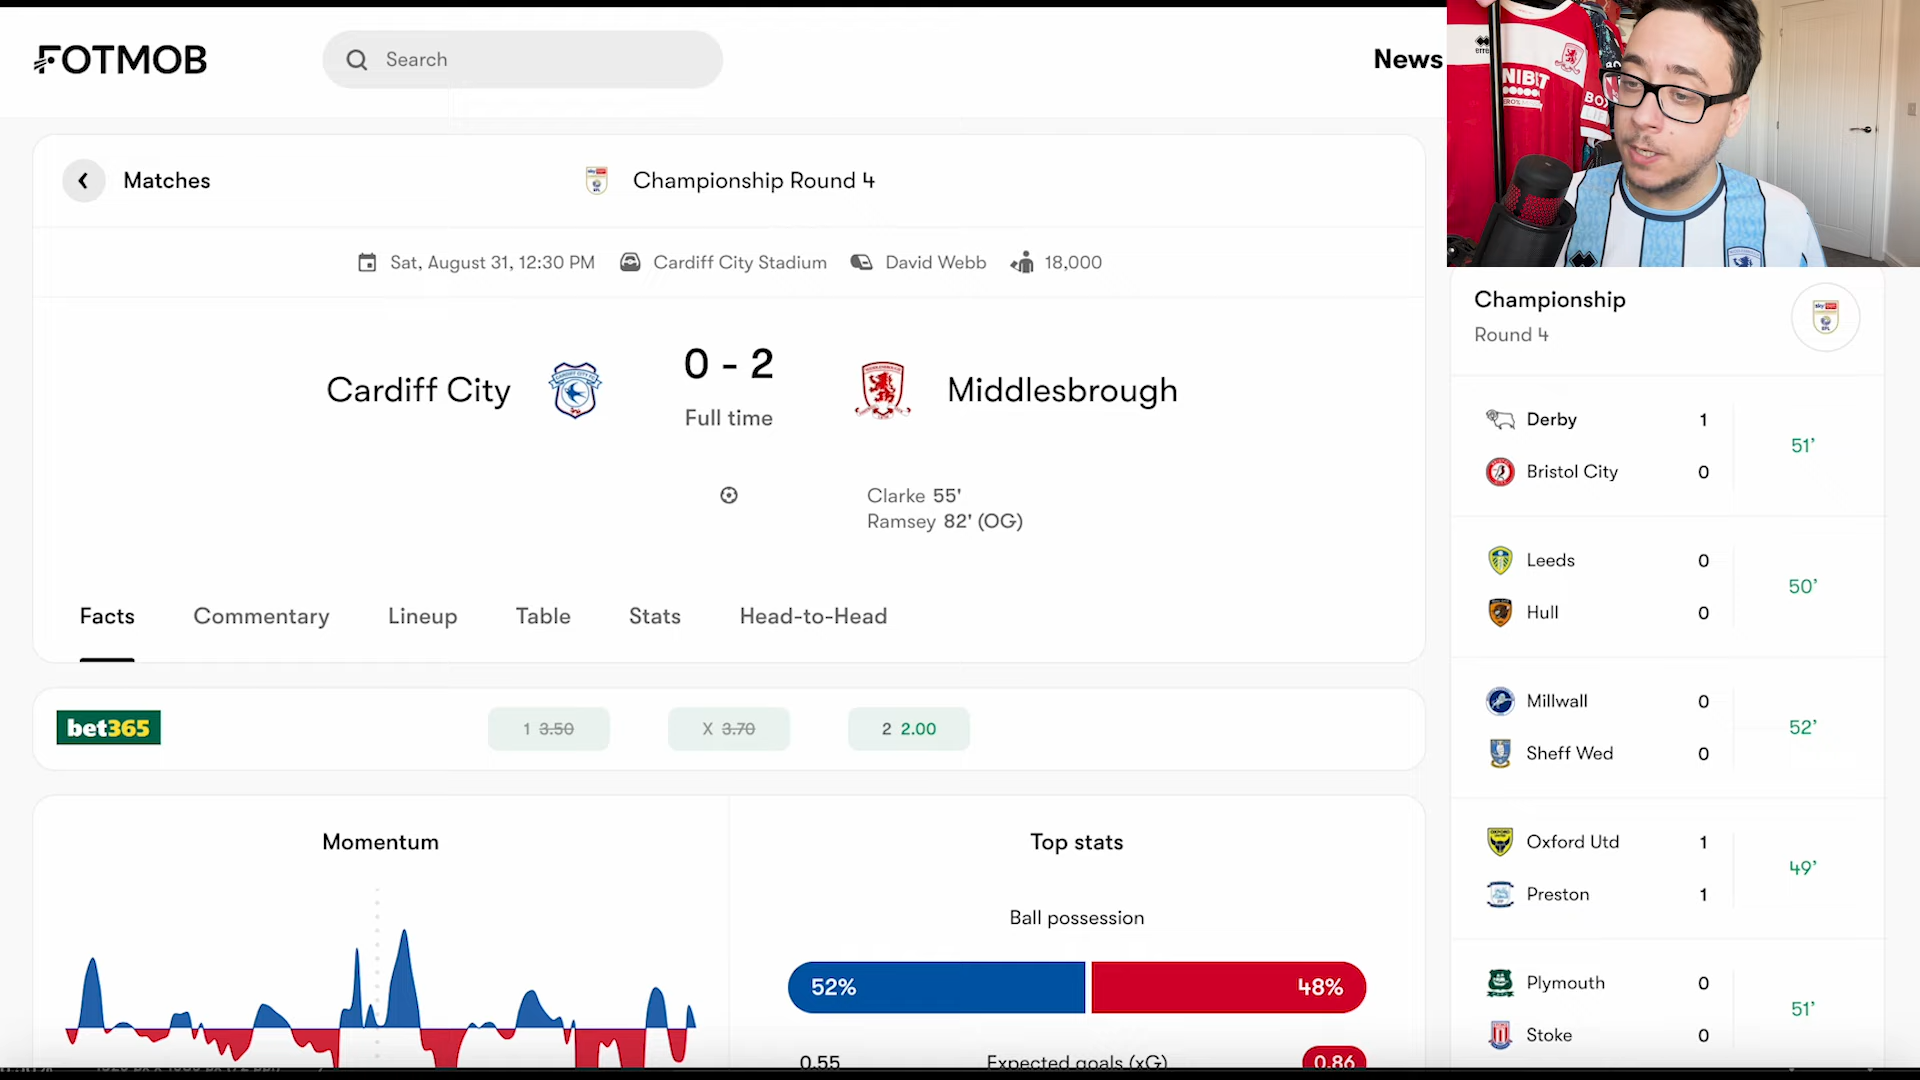 FOTMOB
Search
News
Matches
Championship Round 4
Sat, August 31, 12:30 PM
Cardiff City Stadium
David Webb
18,000
Cardiff City
0 - 2
Full time
Middlesbrough
Clarke 55'
Ramsey 82' (OG)
Facts
Commentary
Lineup
Table
Stats
Head-to-Head
bet365
1 3.50
X 3.70
2 2.00
Momentum
Top stats
Ball possession
52%
48%
0.55
Expected goals (xG)
0.86
Championship
Round 4
Derby 1
51’
Bristol City 0
Leeds 0
50’
Hull 0
Millwall 0
52’
Sheff Wed 0
Oxford Utd 1
49’
Preston 1
Plymouth 0
51’
Stoke 0